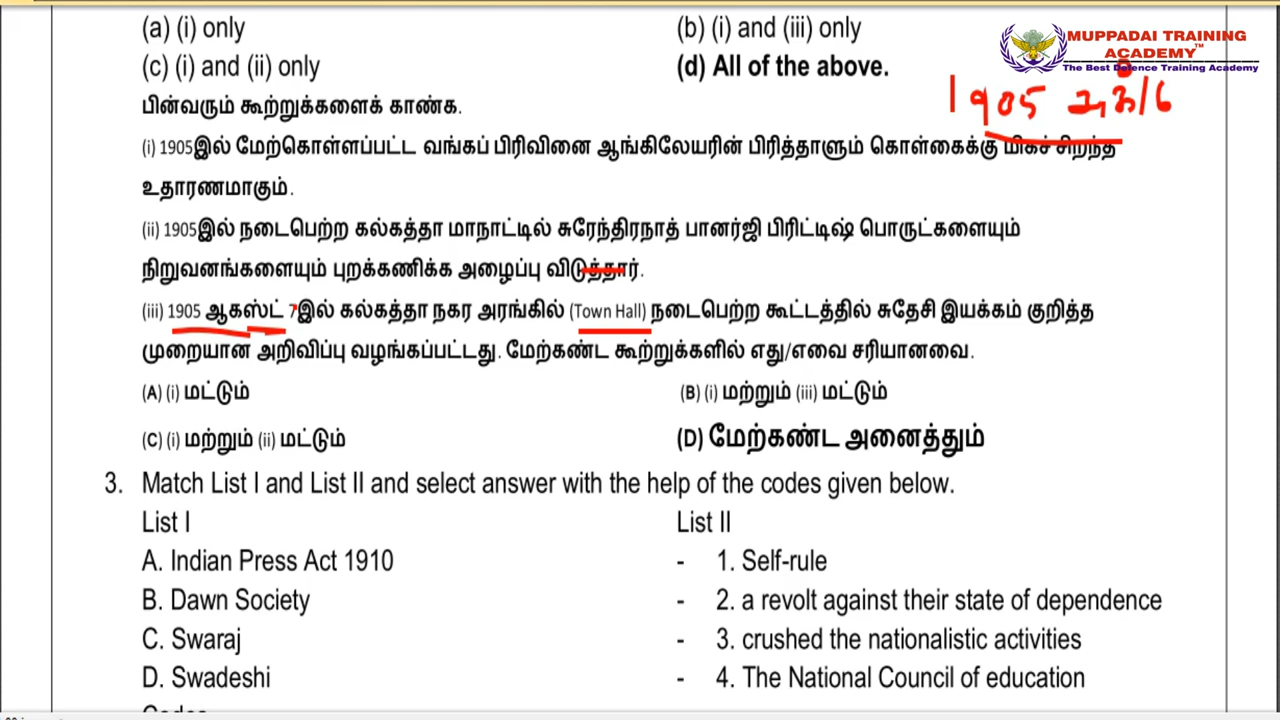 (a) (i) only (b) (i) and (iii) only
(c) (i) and (ii) only (d) All of the above.
MUPPADAI TRAINING
ACADEMY™
The Best Defence Training Academy
1905 அக்/16
பின்வரும் கூற்றுக்களைக் காண்க.
(i) 1905இல் மேற்கொள்ளப்பட்ட வங்கப் பிரிவினை ஆங்கிலேயரின் பிரித்தாளும் கொள்கைக்கு மிகச் சிறந்த
உதாரணமாகும்.
(ii) 1905இல் நடைபெற்ற கல்கத்தா மாநாட்டில் சுரேந்திரநாத் பானர்ஜி பிரிட்டிஷ் பொருட்களையும்
நிறுவனங்களையும் புறக்கணிக்க அழைப்பு விடுத்தார்.
(iii) 1905 ஆகஸ்ட் 7இல் கல்கத்தா நகர அரங்கில் (Town Hall) நடைபெற்ற கூட்டத்தில் சுதேசி இயக்கம் குறித்த
முறையான அறிவிப்பு வழங்கப்பட்டது. மேற்கண்ட கூற்றுக்களில் எது/எவை சரியானவை.
(A) (i) மட்டும் (B) (i) மற்றும் (iii) மட்டும்
(C) (i) மற்றும் (ii) மட்டும் (D) மேற்கண்ட அனைத்தும்
3. Match List I and List II and select answer with the help of the codes given below.
List I List II
A. Indian Press Act 1910 - 1. Self-rule
B. Dawn Society - 2. a revolt against their state of dependence
C. Swaraj - 3. crushed the nationalistic activities
D. Swadeshi - 4. The National Council of education